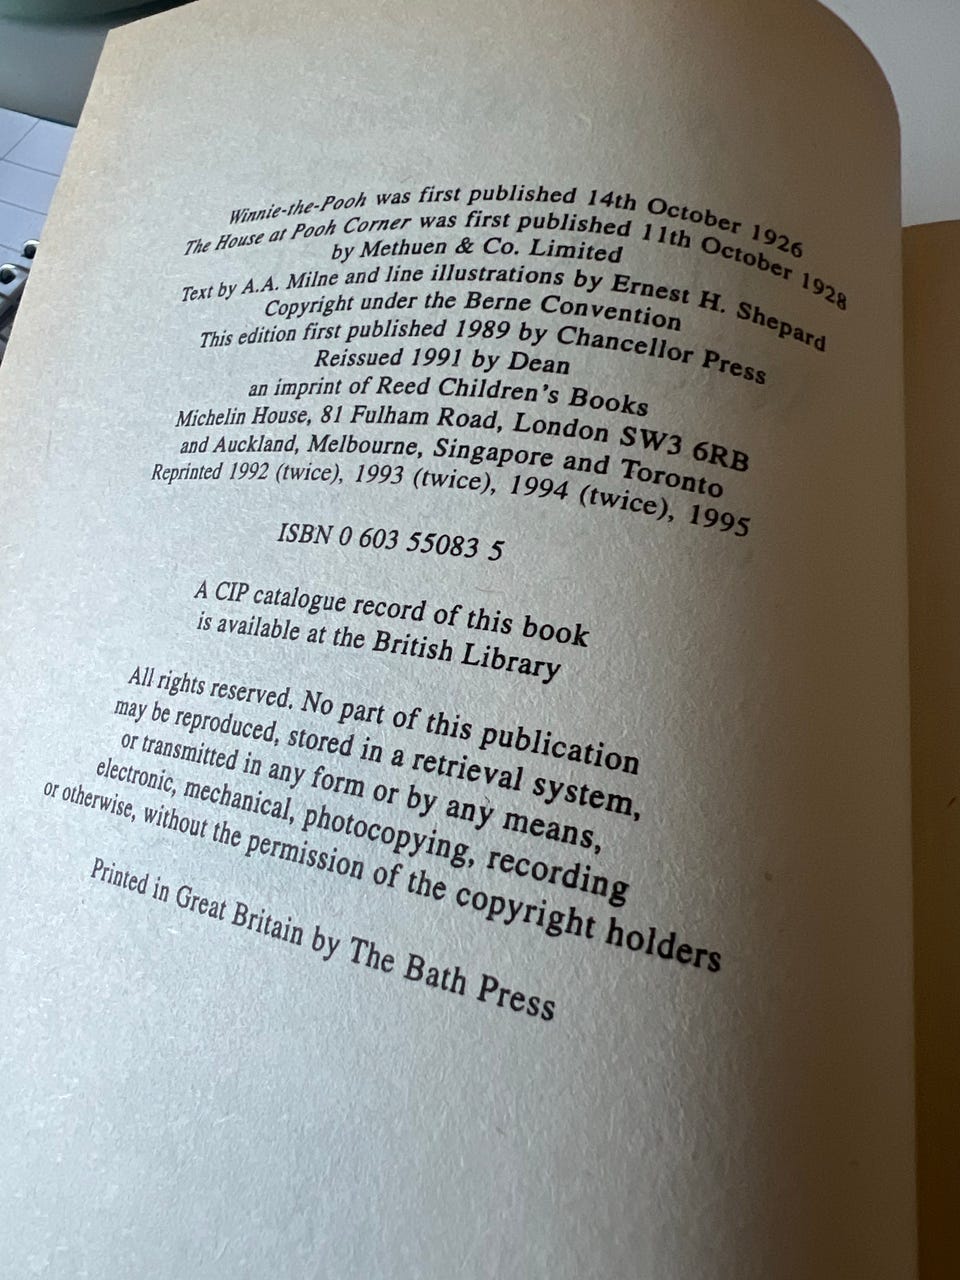 Winnie-the-Pooh was first published 14th October 1926
The House at Pooh Corner was first published 11th October 1928
by Methuen & Co. Limited
Text by A.A. Milne and line illustrations by Ernest H. Shepard
Copyright under the Berne Convention
This edition first published 1989 by Chancellor Press
Reissued 1991 by Dean
an imprint of Reed Children's Books
Michelin House, 81 Fulham Road, London SW3 6RB
and Auckland, Melbourne, Singapore and Toronto
Reprinted 1992 (twice), 1993 (twice), 1994 (twice), 1995
ISBN 0 603 55083 5
A CIP catalogue record of this book
is available at the British Library
All rights reserved. No part of this publication
may be reproduced, stored in a retrieval system,
or transmitted in any form or by any means,
electronic, mechanical, photocopying, recording
or otherwise, without the permission of the copyright holders
Printed in Great Britain by The Bath Press